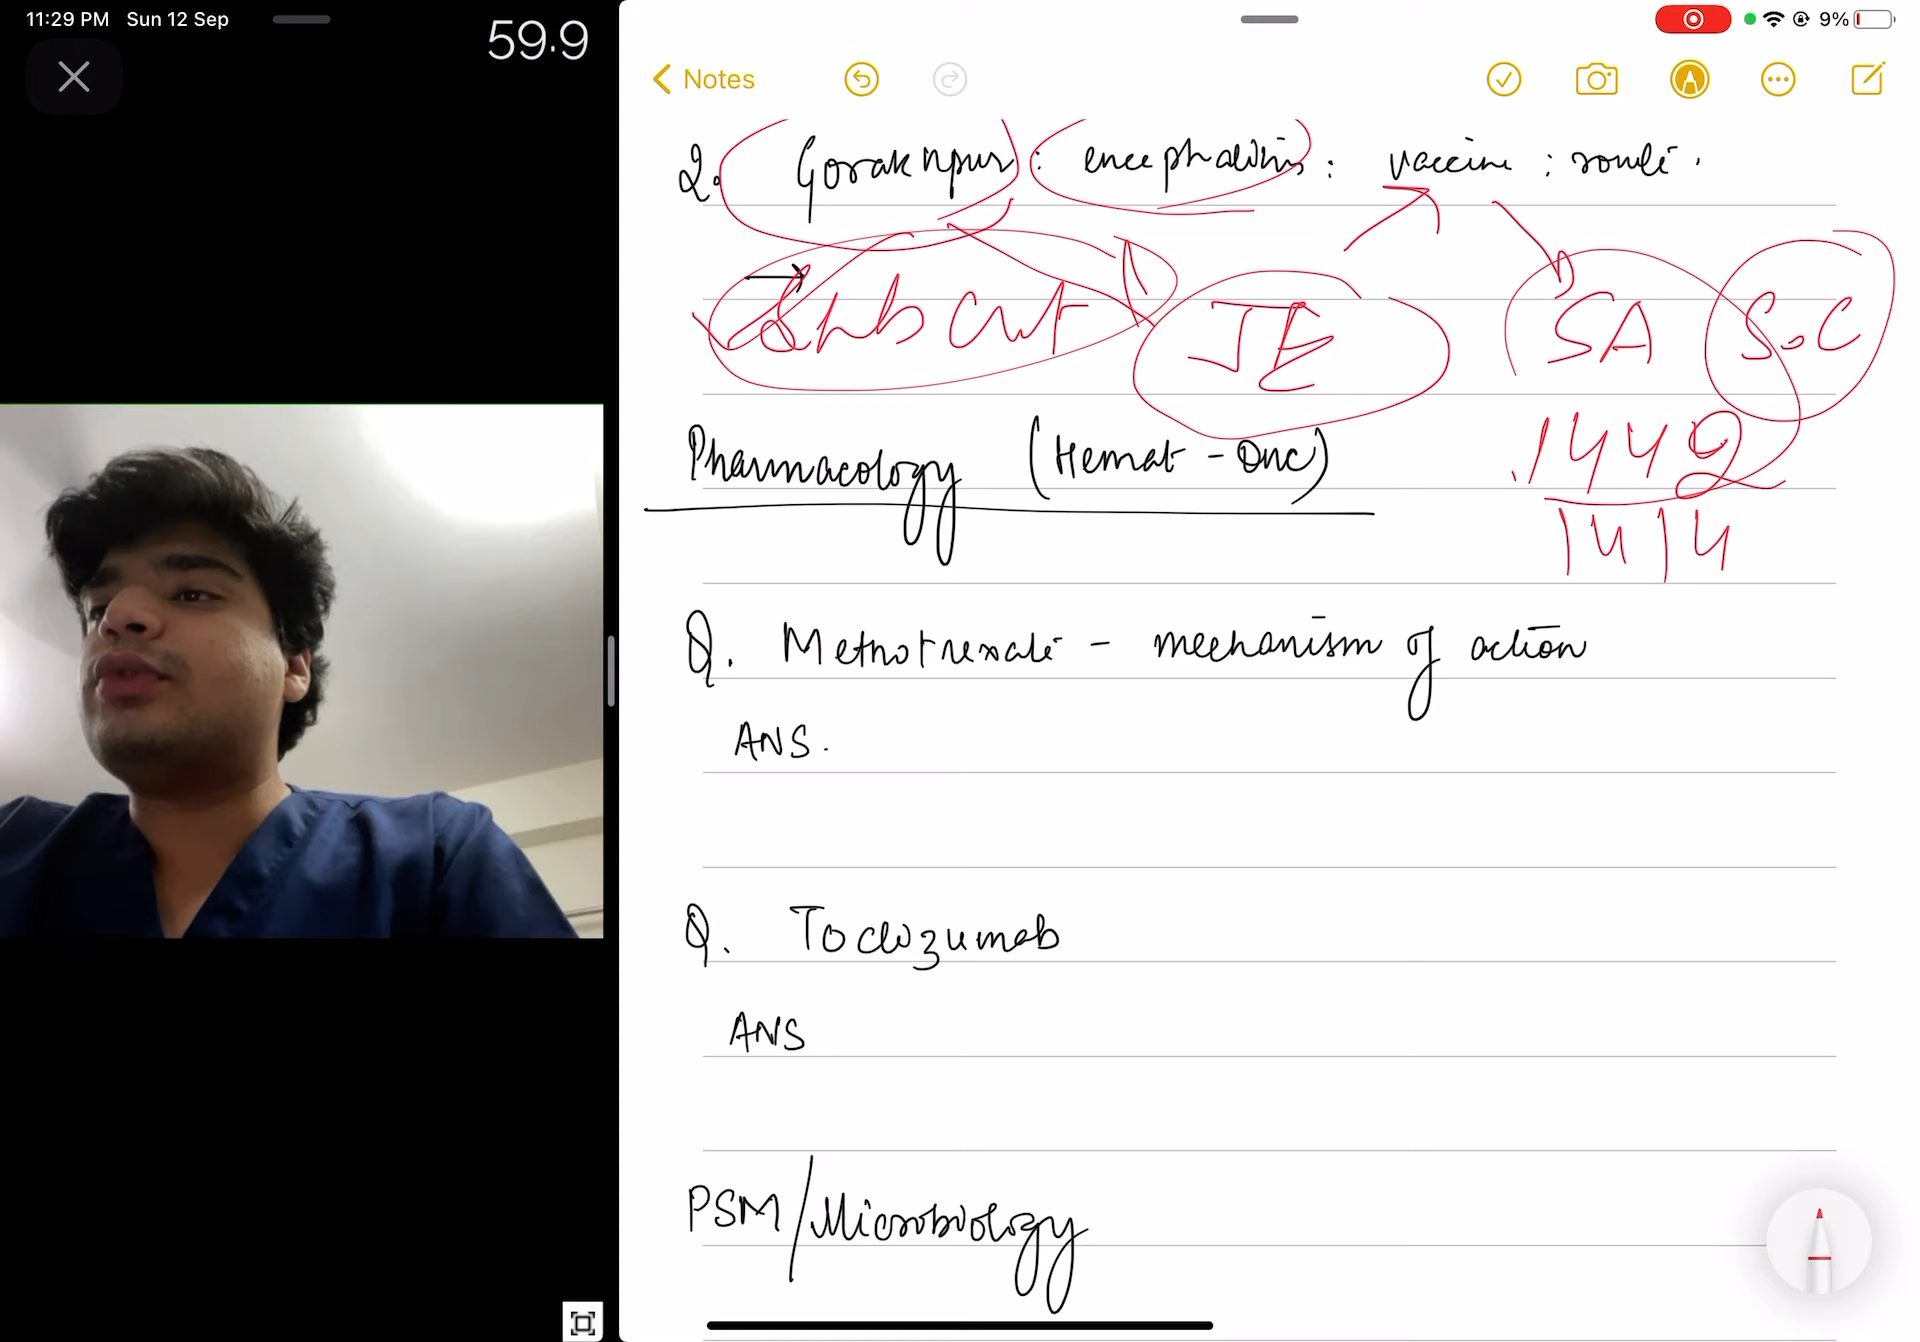 11:29 PM Sun 12 Sep
59.9
9%
Notes
Q. Gorakhpur : encephalitis : vaccine : route .
→ Subcut JE SA S.C
Pharmacology (Hemat - Onc)
.1442
1414
Q. Methotrexate - mechanism of action
ANS.
Q. Toclizumab
ANS
PSM/Microbiology